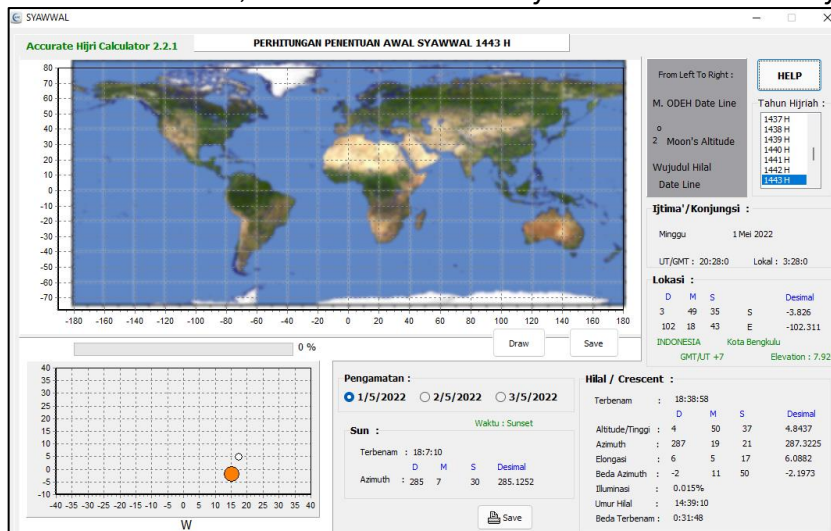 SYAWWAL
Accurate Hijri Calculator 2.2.1
PERHITUNGAN PENENTUAN AWAL SYAWWAL 1443 H
80
70
60
50
40
30
20
10
0
-10
-20
-30
-40
-50
-60
-70
-180 -160 -140 -120 -100 -80 -60 -40 -20 0 20 40 60 80 100 120 140 160 180
From Left To Right :
M. ODEH Date Line
o
2 Moon's Altitude
Wujudul Hilal
Date Line
HELP
Tahun Hijriah :
1437 H
1438 H
1439 H
1440 H
1441 H
1442 H
1443 H
Ijtima'/Konjungsi :
Minggu 1 Mei 2022
UT/GMT : 20:28:0 Lokal : 3:28:0
Lokasi :
D M S Desimal
3 49 35 S -3.826
102 18 43 E -102.311
INDONESIA Kota Bengkulu
GMT/UT +7 Elevation : 7.92
0 %
Draw
Save
40
35
30
25
20
15
10
5
0
-5
-10
-40 -35 -30 -25 -20 -15 -10 -5 0 5 10 15 20 25 30 35 40
W
Pengamatan :
1/5/2022 2/5/2022 3/5/2022
Waktu : Sunset
Sun :
Terbenam : 18:7:10
D M S Desimal
Azimuth : 285 7 30 285.1252
Save
Hilal / Crescent :
Terbenam : 18:38:58
D M S Desimal
Altitude/Tinggi : 4 50 37 4.8437
Azimuth : 287 19 21 287.3225
Elongasi : 6 5 17 6.0882
Beda Azimuth : -2 11 50 -2.1973
Illuminasi : 0.015%
Umur Hilal : 14:39:10
Beda Terbenam : 0:31:48